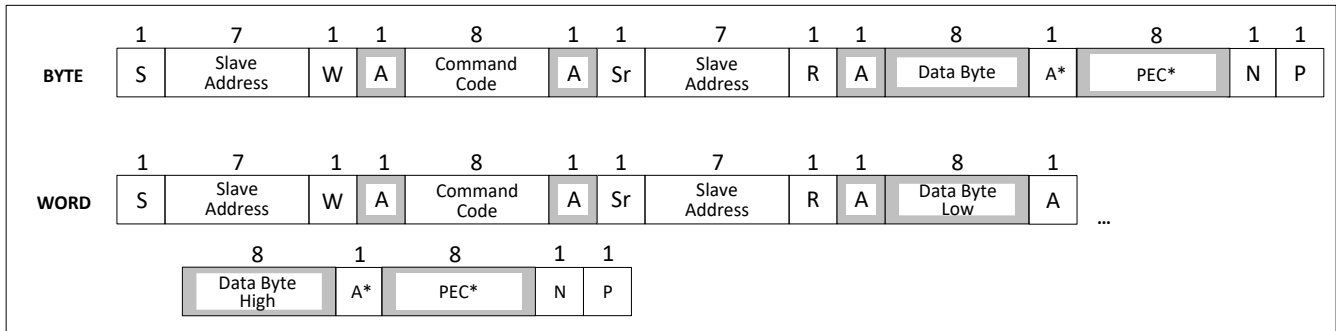 1 7 1 1 8 1 1 7 1 1 8 1 8 1 1
BYTE S Slave Address W A Command Code A Sr Slave Address R A Data Byte A* PEC* N P
1 7 1 1 8 1 1 7 1 1 8 1
WORD S Slave Address W A Command Code A Sr Slave Address R A Data Byte Low A ...
8 1 8 1 1
Data Byte High A* PEC* N P